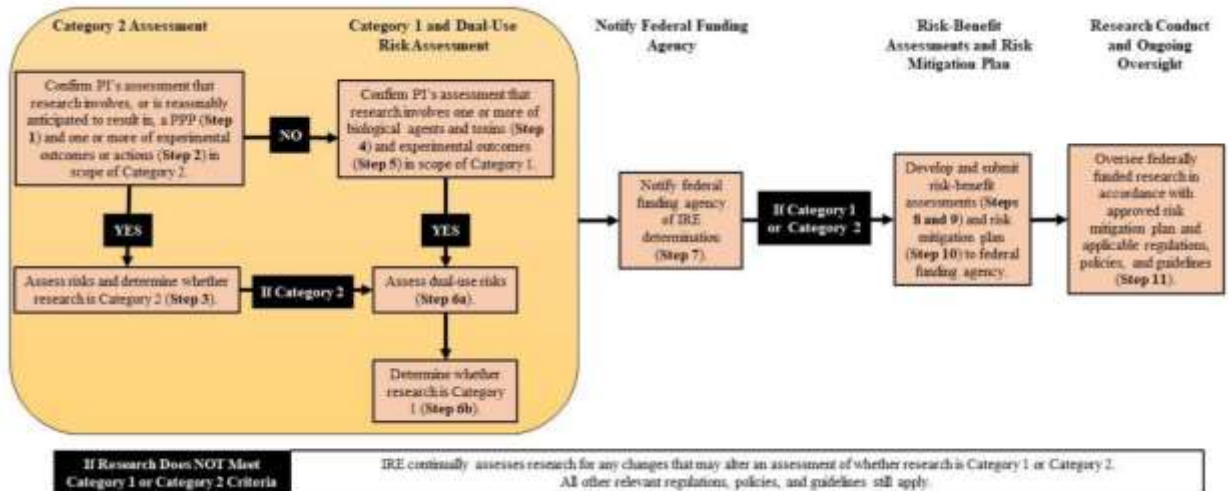 Category 2 Assessment
Category 1 and Dual-Use
Risk Assessment
Notify Federal Funding
Agency
Risk-Benefit
Assessments and Risk
Mitigation Plan
Research Conduct
and Ongoing
Oversight
Confirm PI's assessment that
research involves, or is reasonably
anticipated to result in, a PPP (Step
1) and one or more of experimental
outcomes or actions (Step 2) in
scope of Category 2.
NO
Confirm PI's assessment that
research involves one or more of
biological agents and toxins (Step
4) and experimental outcomes
(Step 5) in scope of Category 1.
YES
YES
Assess risks and determine whether
research is Category 2 (Step 3).
If Category 2
Assess dual-use risks
(Step 6a).
Determine whether
research is Category
1 (Step 6b).
Notify federal
funding agency
of IRE
determination
(Step 7).
If Category 1
or Category 2
Develop and submit
risk-benefit
assessments (Steps
8 and 9) and risk
mitigation plan
(Step 10) to federal
funding agency.
Oversee federally
funded research in
accordance with
approved risk
mitigation plan and
applicable regulations,
policies, and guidelines
(Step 11).
If Research Does NOT Meet
Category 1 or Category 2 Criteria
IRE continually assesses research for any changes that may alter an assessment of whether research is Category 1 or Category 2.
All other relevant regulations, policies, and guidelines still apply.